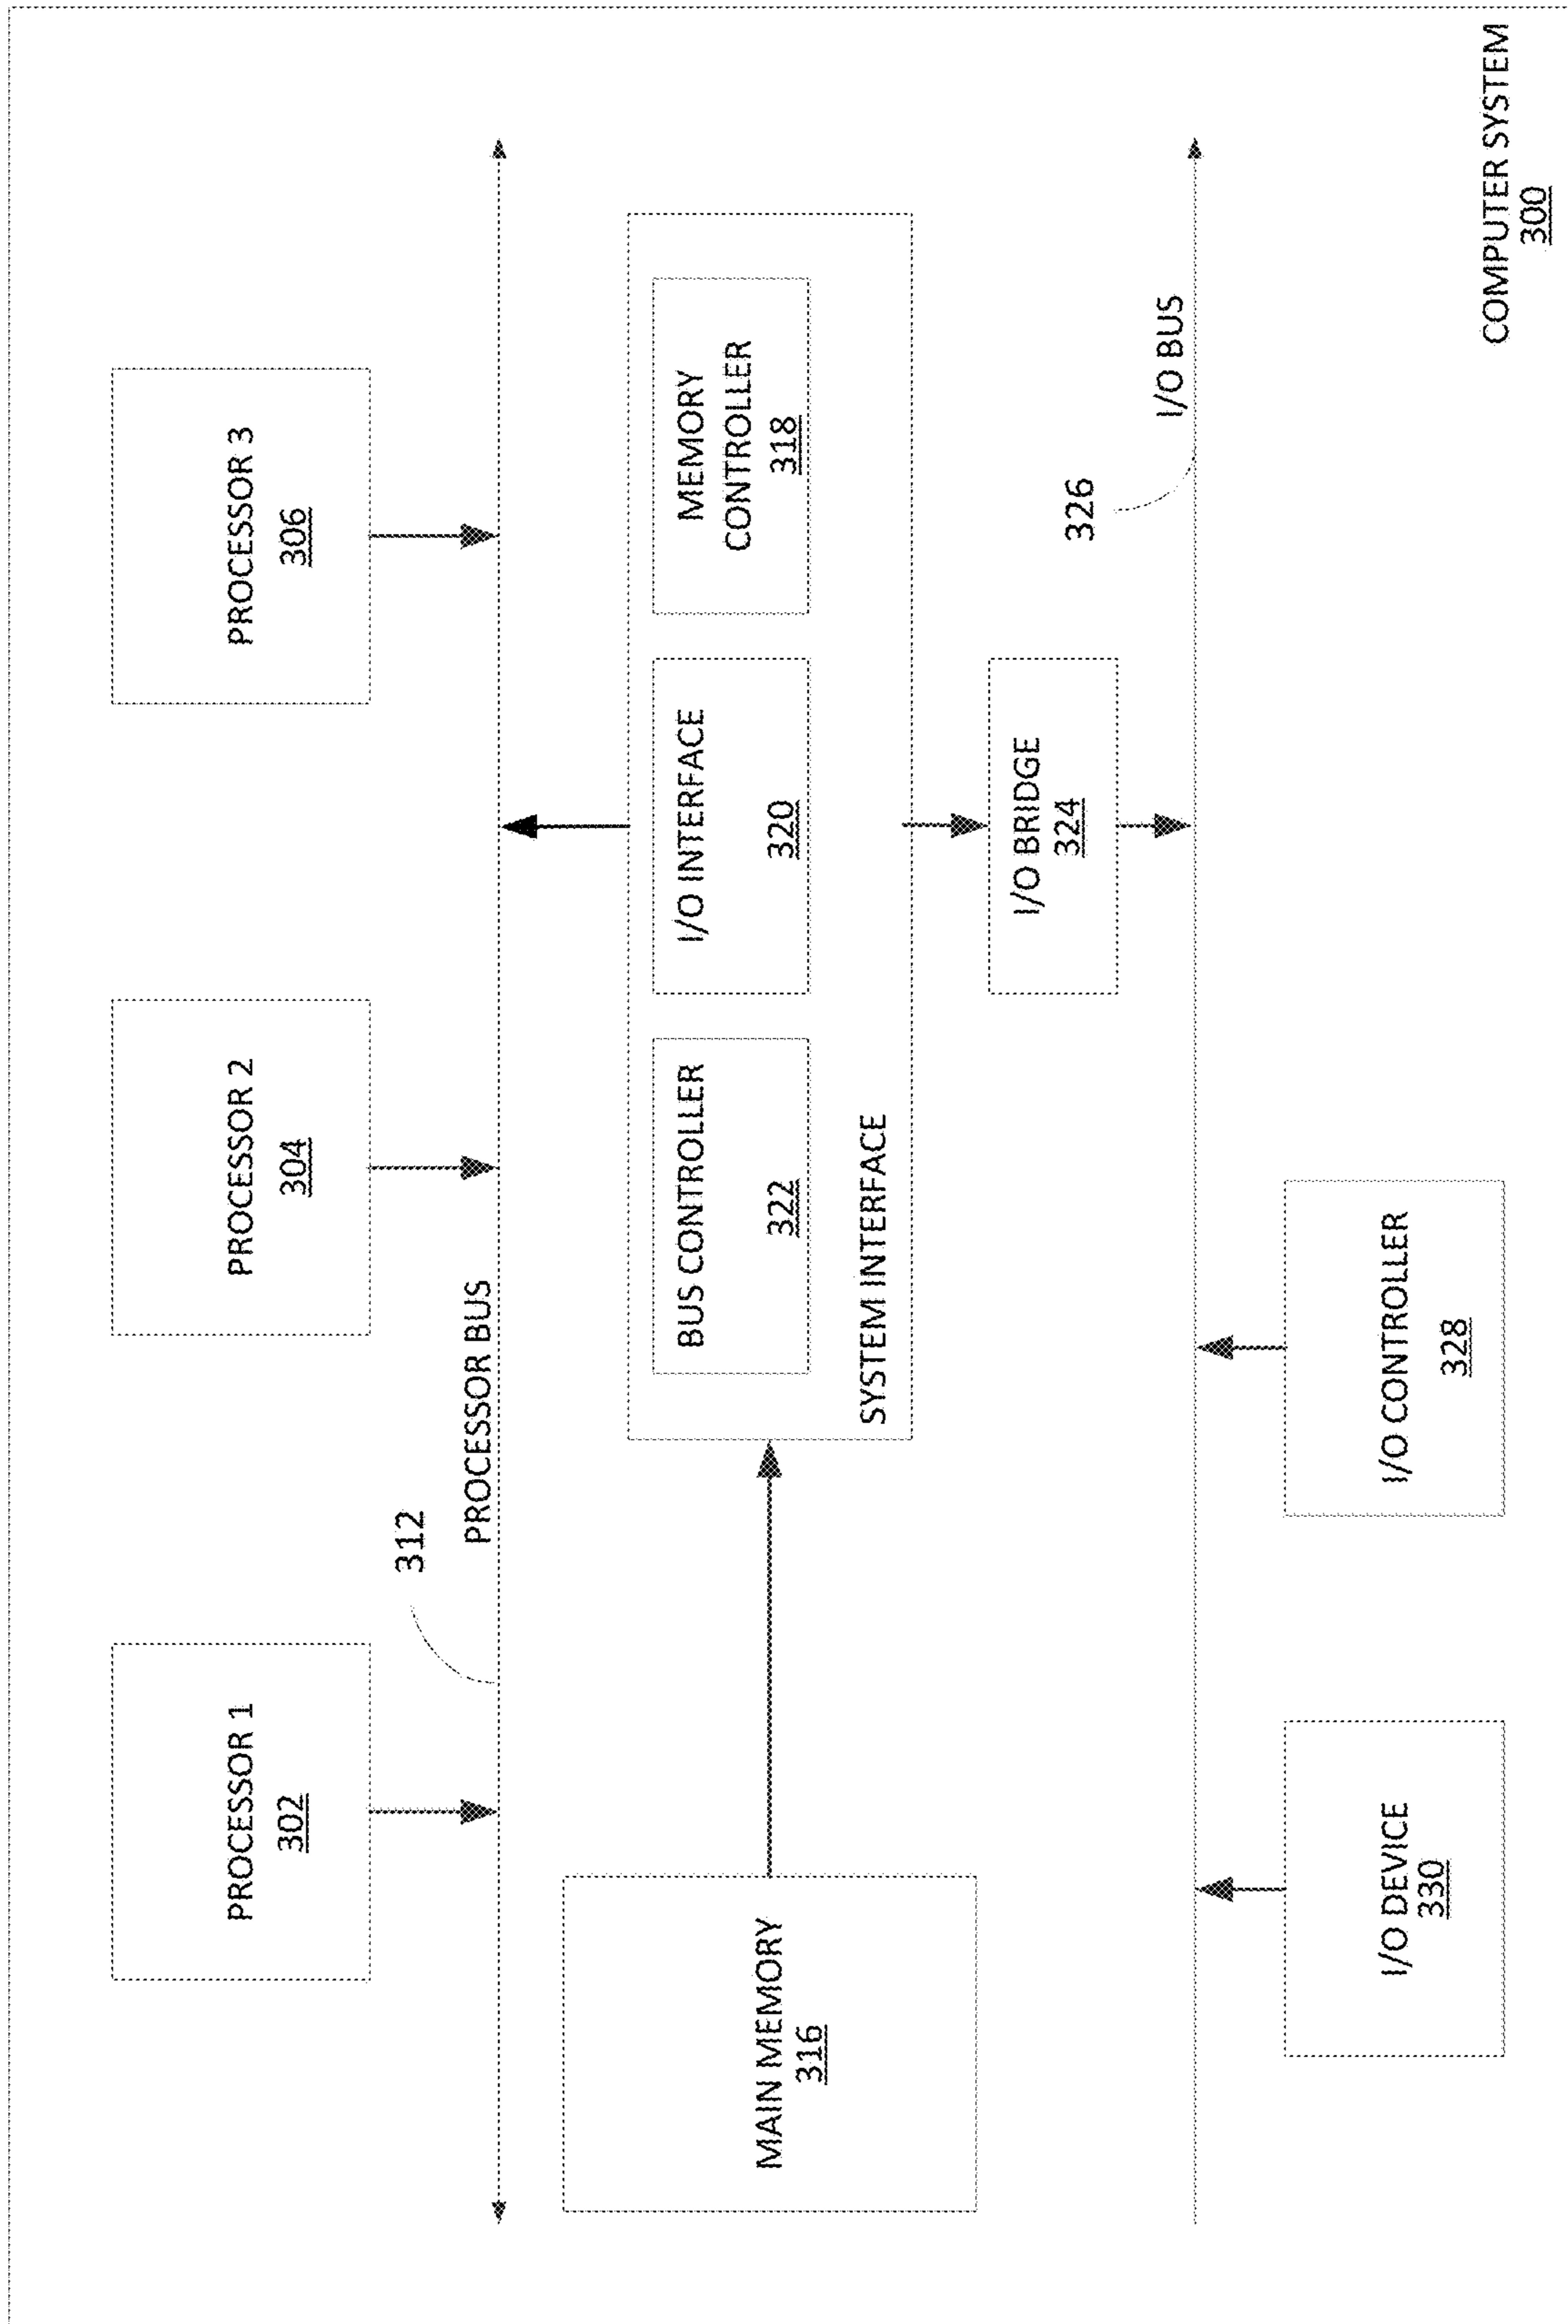 PROCESSOR 1
302
PROCESSOR 2
304
PROCESSOR 3
306
312
PROCESSOR BUS
MAIN MEMORY
316
BUS CONTROLLER
322
I/O INTERFACE
320
MEMORY
CONTROLLER
318
SYSTEM INTERFACE
I/O BRIDGE
324
326
I/O BUS
I/O DEVICE
330
I/O CONTROLLER
328
COMPUTER SYSTEM
300